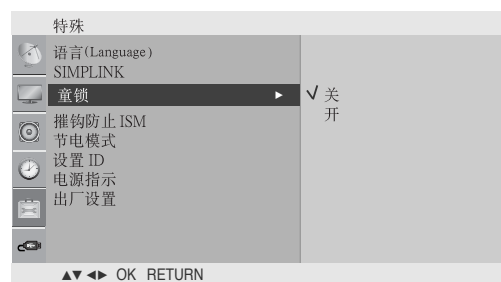 特殊
语言(Language)
SIMPLINK
童锁 ►
摧钩防止 ISM
节电模式
设置 ID
电源指示
出厂设置
√ 关
开
▲▼ ◄► OK RETURN